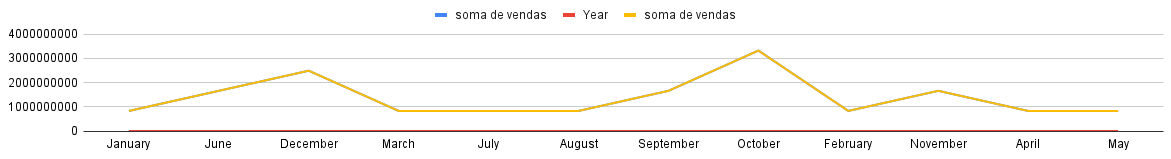 soma de vendas Year soma de vendas
4000000000
3000000000
2000000000
1000000000
0
January June December March July August September October February November April May